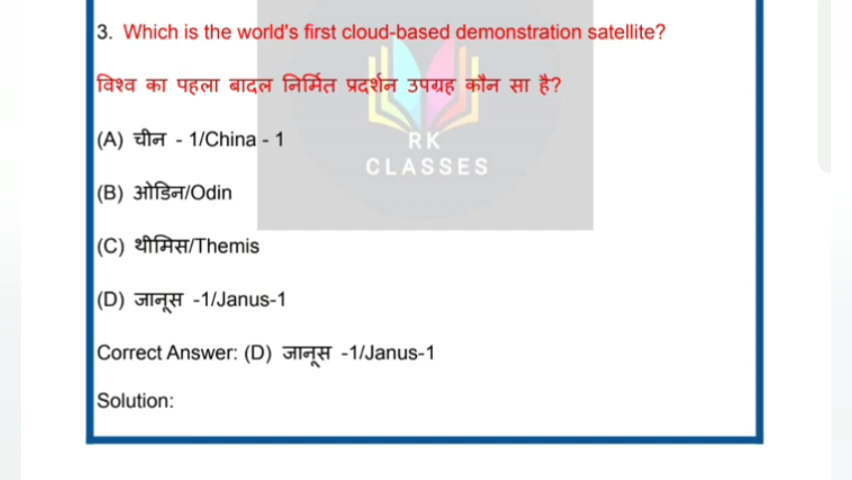 3. Which is the world's first cloud-based demonstration satellite?
विश्व का पहला बादल निर्मित प्रदर्शन उपग्रह कौन सा है?
(A) चीन - 1/China - 1
RK
CLASSES
(B) ओडिन/Odin
(C) थीमिस/Themis
(D) जानूस -1/Janus-1
Correct Answer: (D) जानूस -1/Janus-1
Solution: